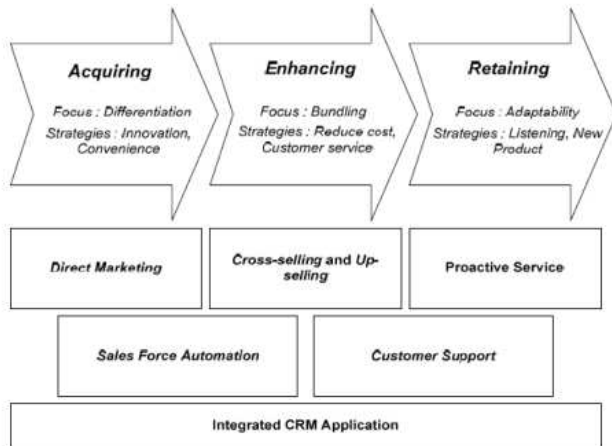 Acquiring
Focus : Differentiation
Strategies : Innovation,
Convenience
Enhancing
Focus : Bundling
Strategies : Reduce cost,
Customer service
Retaining
Focus : Adaptability
Strategies : Listening, New
Product
Direct Marketing
Cross-selling and Up-
selling
Proactive Service
Sales Force Automation
Customer Support
Integrated CRM Application